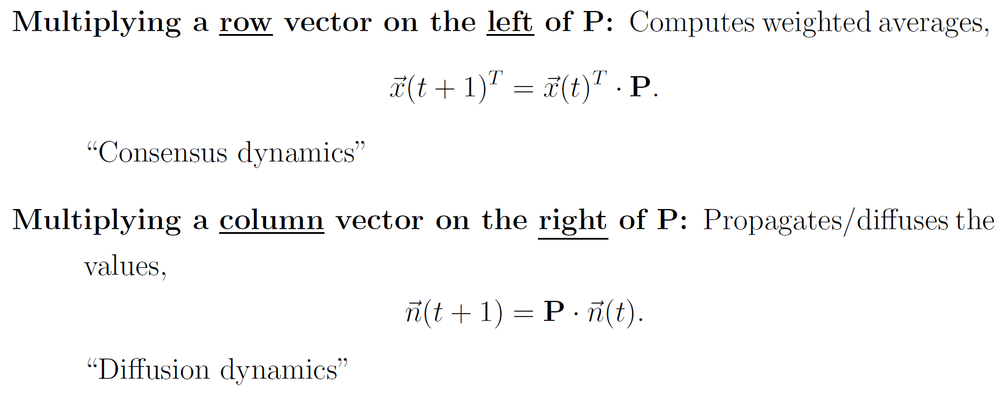 Multiplying a row vector on the left of P: Computes weighted averages,
$\vec{x}(t+1)^T = \vec{x}(t)^T \cdot \mathbf{P}.$
“Consensus dynamics”
Multiplying a column vector on the right of P: Propagates/diffuses the
values,
$\vec{n}(t+1) = \mathbf{P} \cdot \vec{n}(t).$
“Diffusion dynamics”